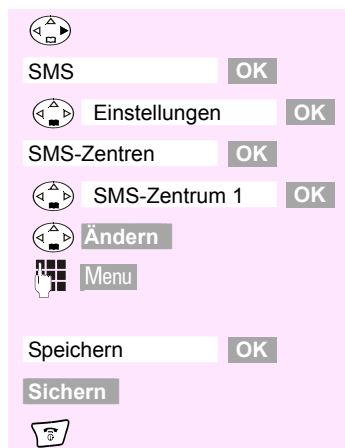 SMS OK
Einstellungen OK
SMS-Zentren OK
SMS-Zentrum 1 OK
Ändern
Menu
Speichern OK
Sichern